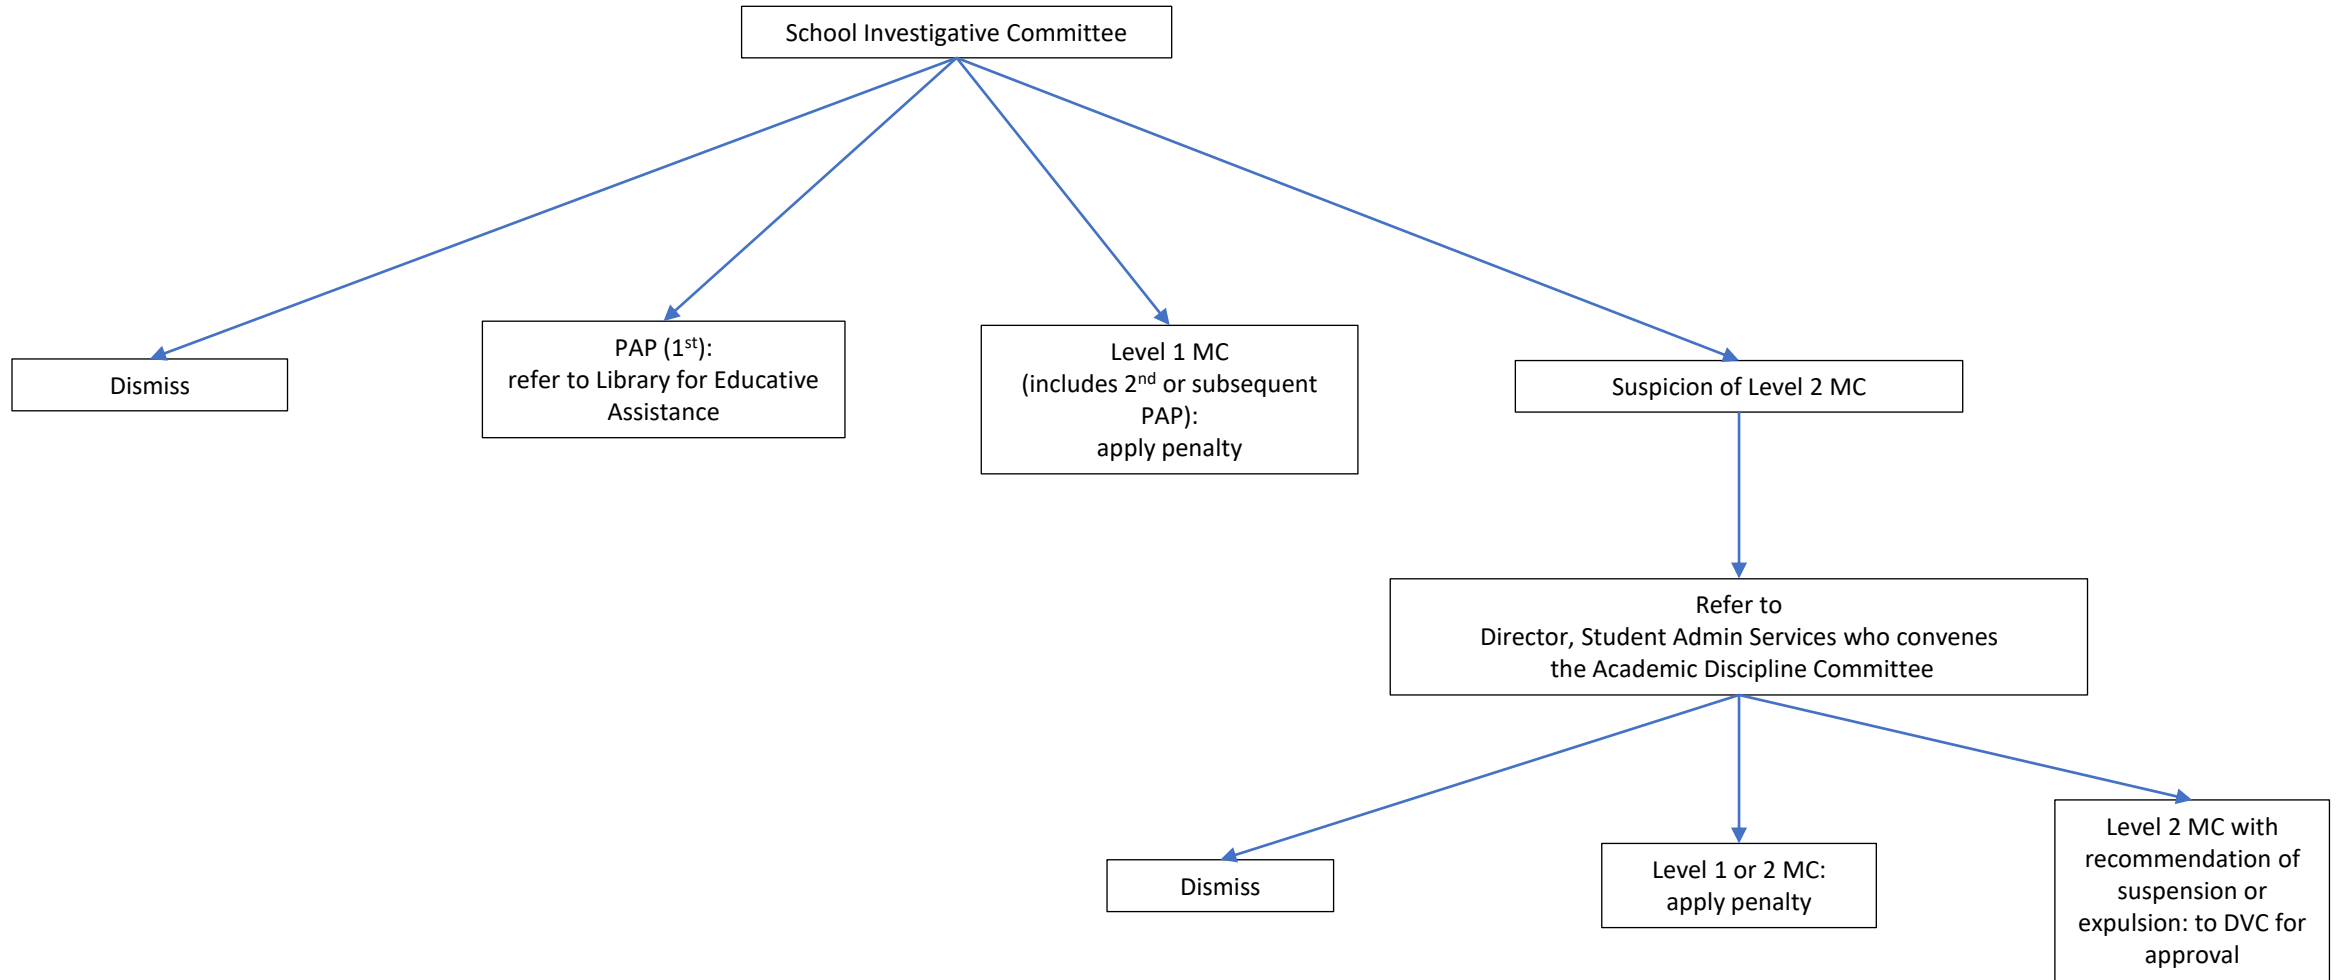 School Investigative Committee
Dismiss
PAP (1st):
refer to Library for Educative
Assistance
Level 1 MC
(includes 2nd or subsequent
PAP):
apply penalty
Suspicion of Level 2 MC
Refer to
Director, Student Admin Services who convenes
the Academic Discipline Committee
Dismiss
Level 1 or 2 MC:
apply penalty
Level 2 MC with
recommendation of
suspension or
expulsion: to DVC for
approval